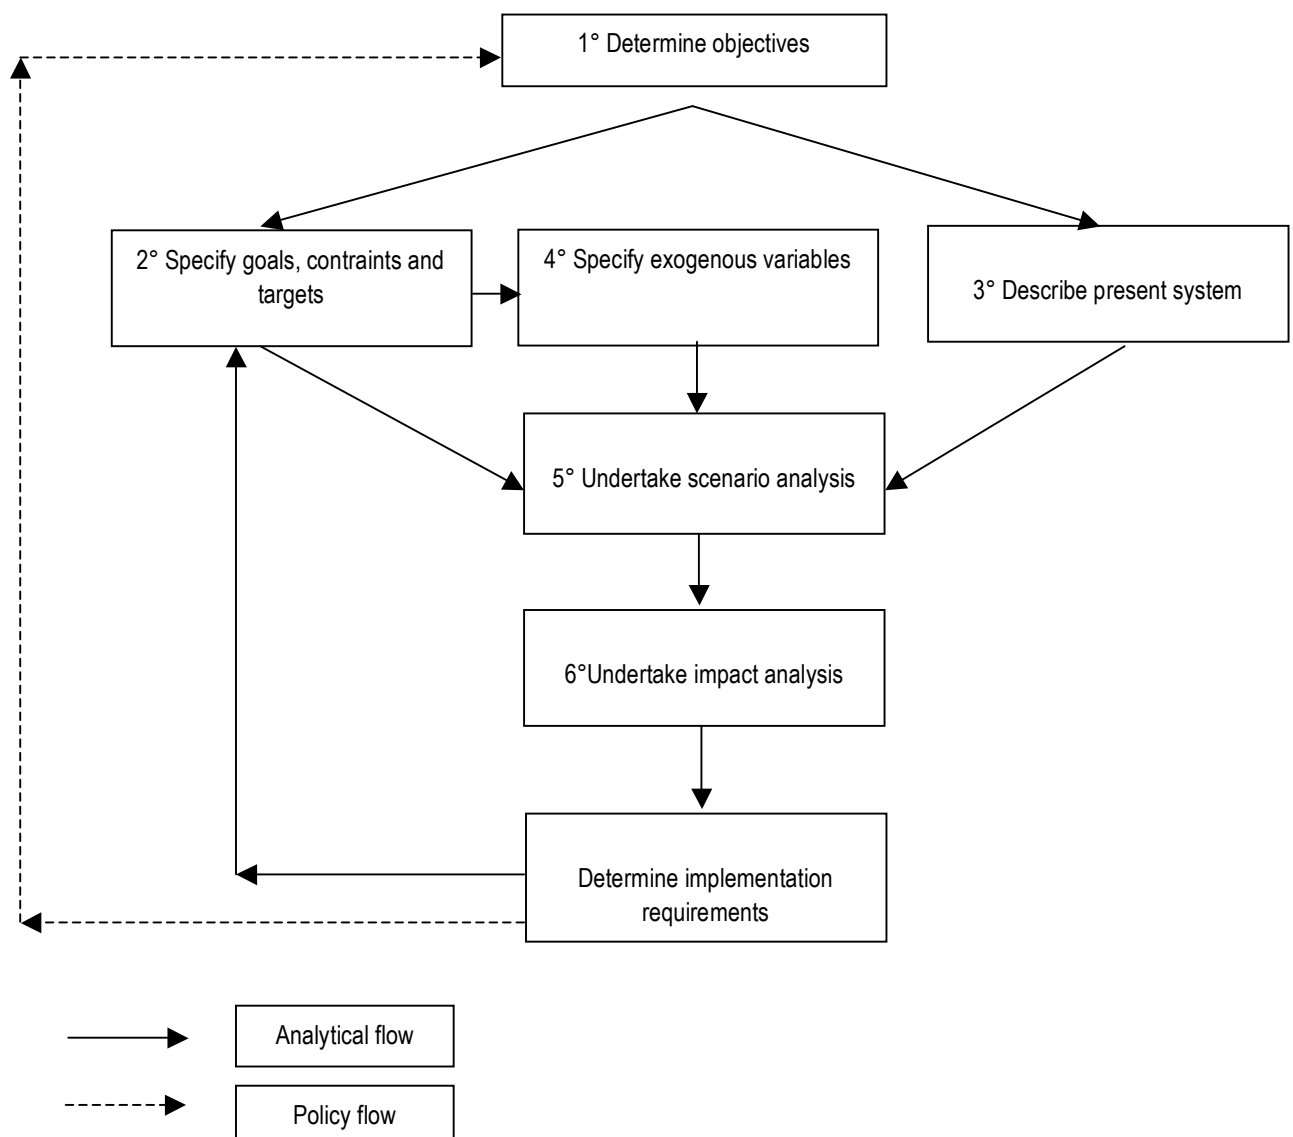 1° Determine objectives
2° Specify goals, contraints and
targets
4° Specify exogenous variables
3° Describe present system
5° Undertake scenario analysis
6°Undertake impact analysis
Determine implementation
requirements
Analytical flow
Policy flow